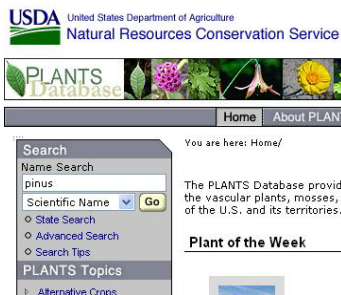 USDA United States Department of Agriculture
Natural Resources Conservation Service
PLANTS
Database
Home About PLAN
Search
Name Search
pinus
Scientific Name Go
State Search
Advanced Search
Search Tips
PLANTS Topics
Alternative Crops
You are here: Home/
The PLANTS Database provid
the vascular plants, mosses,
of the U.S. and its territories.
Plant of the Week